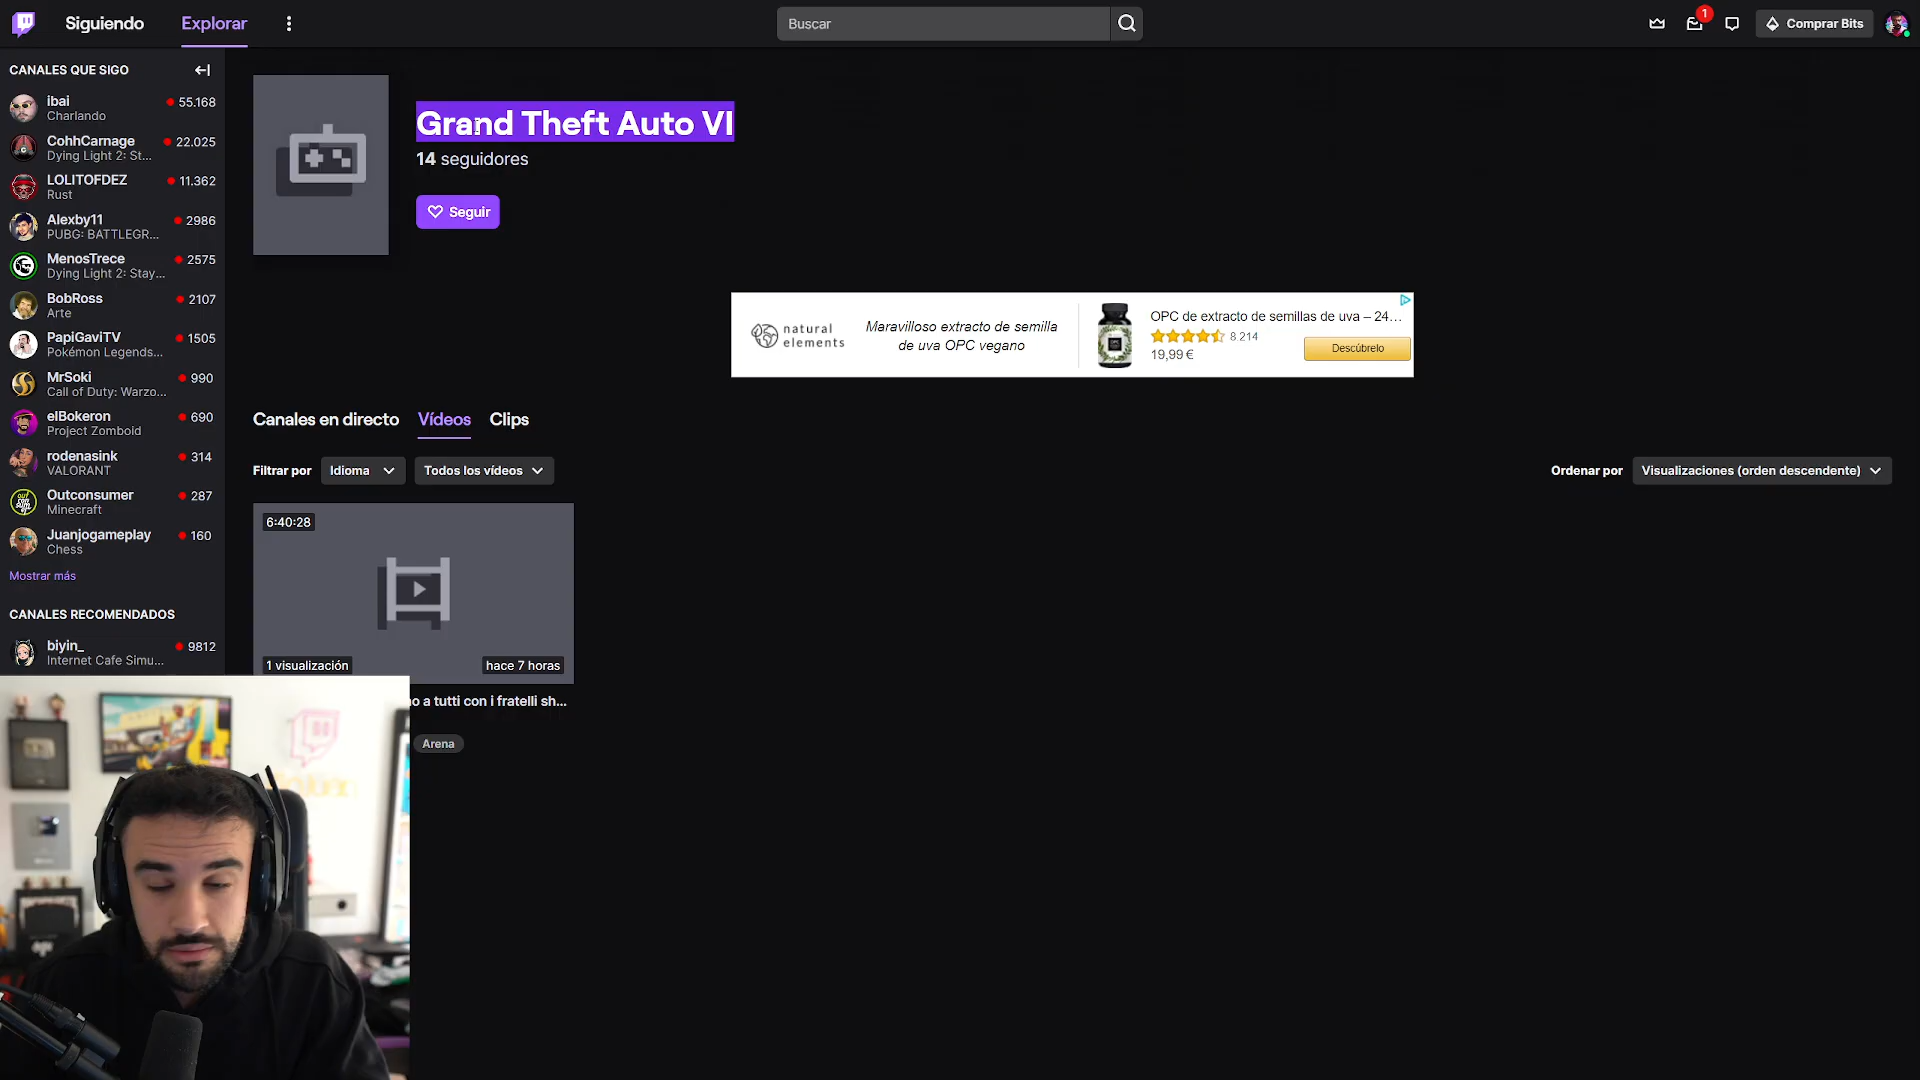 Siguiendo
Explorar
Buscar
1
Comprar Bits
CANALES QUE SIGO
ibai
55.168
Charlando
CohhCarnage
22.025
Dying Light 2: St...
LOLITOFDEZ
11.362
Rust
Alexby11
2986
PUBG: BATTLEGR...
MenosTrece
2575
Dying Light 2: Stay...
BobRoss
2107
Arte
PapiGaviTV
1505
Pokémon Legends...
MrSoki
990
Call of Duty: Warzo...
elBokeron
690
Project Zomboid
rodenasink
314
VALORANT
Outconsumer
287
Minecraft
Juanjogameplay
160
Chess
Mostrar más
CANALES RECOMENDADOS
biyin_
9812
Internet Cafe Simu...
Grand Theft Auto VI
14 seguidores
Seguir
natural
elements
Maravilloso extracto de semilla
de uva OPC vegano
OPC de extracto de semillas de uva – 24...
8 214
19,99 €
Descúbrelo
Canales en directo
Vídeos
Clips
Filtrar por
Idioma
Todos los vídeos
Ordenar por
Visualizaciones (orden descendente)
6:40:28
1 visualización
hace 7 horas
a tutti con i fratelli sh...
Arena